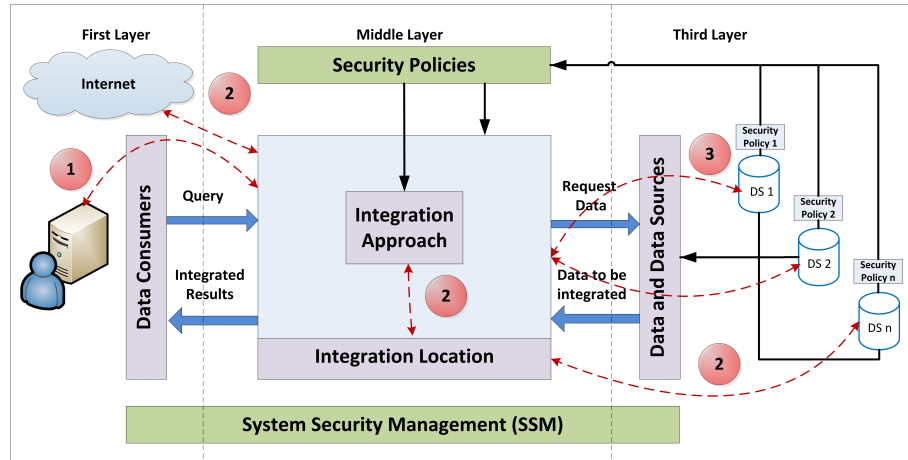 First Layer
Middle Layer
Third Layer
Security Policies
Internet
2
1
Security
Policy 1
3
DS 1
Data Consumers
Query
Integration
Approach
Request
Data
Data and Data Sources
Security
Policy 2
DS 2
Integrated
Results
2
Data to be
integrated
Security
Policy n
DS n
Integration Location
2
System Security Management (SSM)